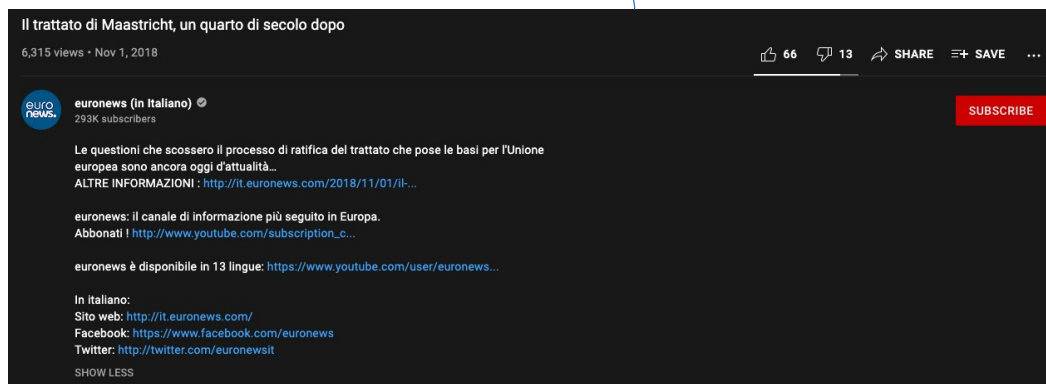 Il trattato di Maastricht, un quarto di secolo dopo
6,315 views • Nov 1, 2018
66 13 SHARE SAVE ...
euro
news.
euronews (in Italiano)
293K subscribers
SUBSCRIBE
Le questioni che scossero il processo di ratifica del trattato che pose le basi per l'Unione
europea sono ancora oggi d'attualità…
ALTRE INFORMAZIONI : http://it.euronews.com/2018/11/01/il-...
euronews: il canale di informazione più seguito in Europa.
Abbonati ! http://www.youtube.com/subscription_c...
euronews è disponibile in 13 lingue: https://www.youtube.com/user/euronews...
In italiano:
Sito web: http://it.euronews.com/
Facebook: https://www.facebook.com/euronews
Twitter: http://twitter.com/euronewsit
SHOW LESS